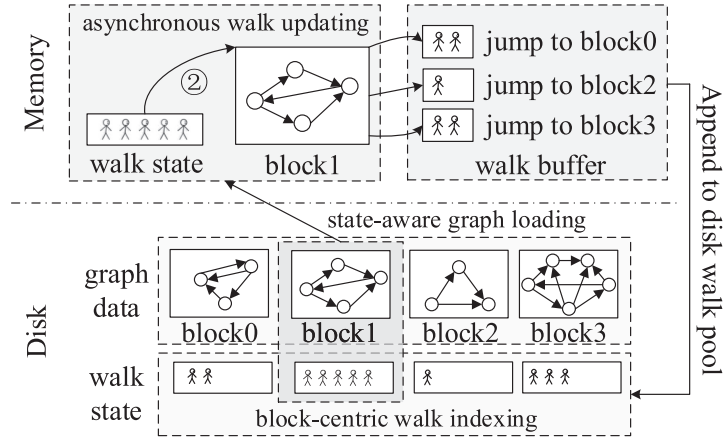 asynchronous walk updating
Memory
②
walk state
block1
jump to block0
jump to block2
jump to block3
walk buffer
Append to disk walk pool
state-aware graph loading
Disk
graph
data
block0
block1
block2
block3
walk
state
block-centric walk indexing